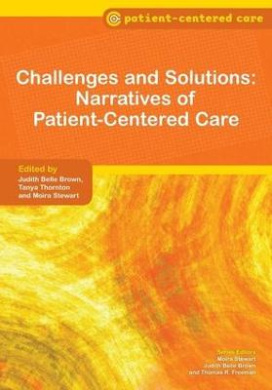 patient-centered care
Challenges and Solutions:
Narratives of
Patient-Centered Care
Edited by
Judith Belle Brown,
Tanya Thornton
and Moira Stewart
Series Editors
Moira Stewart
Judith Belle Brown
and Thomas R. Freeman